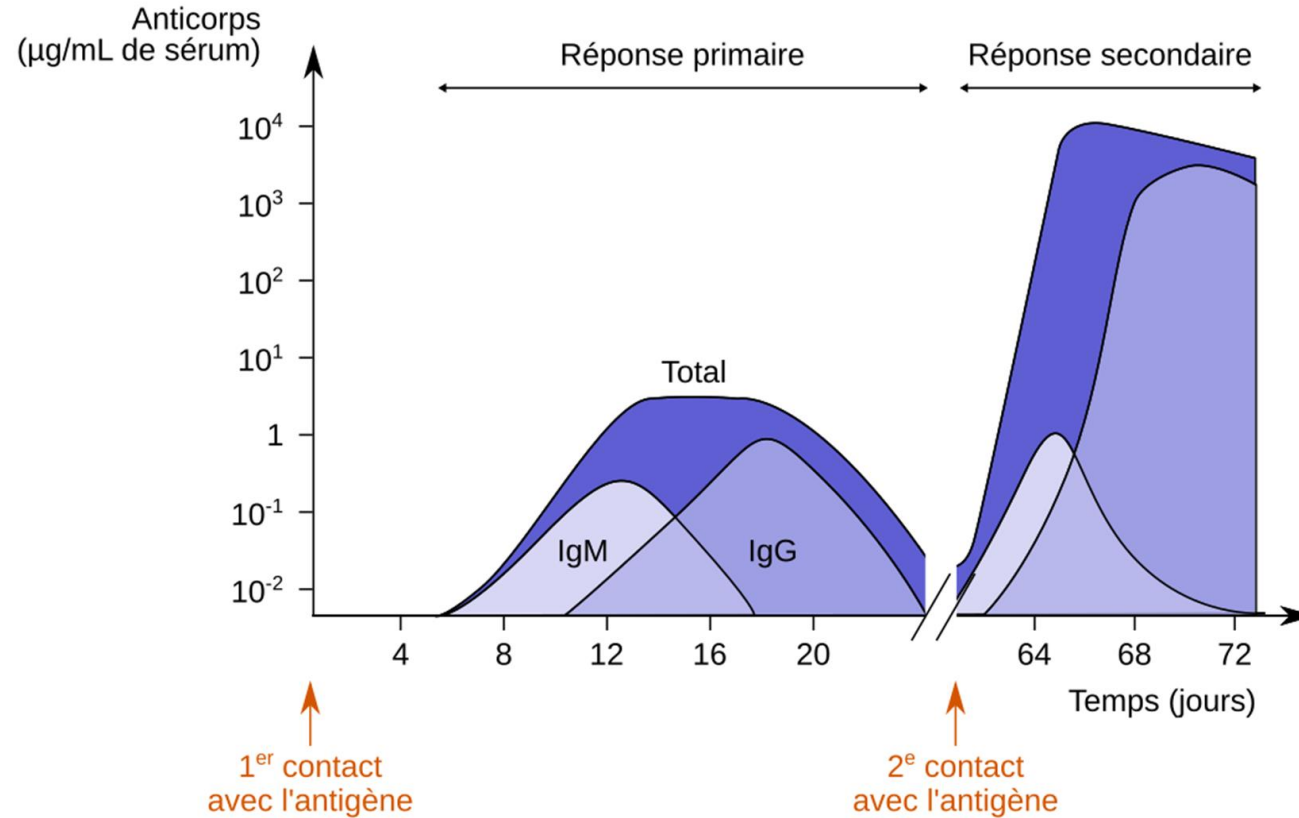 Anticorps
(µg/mL de sérum)
Réponse primaire
Réponse secondaire
10⁴
10³
10²
10¹
1
10⁻¹
10⁻²
Total
IgM
IgG
4
8
12
16
20
64
68
72
Temps (jours)
1ᵉʳ contact
avec l'antigène
2ᵉ contact
avec l'antigène